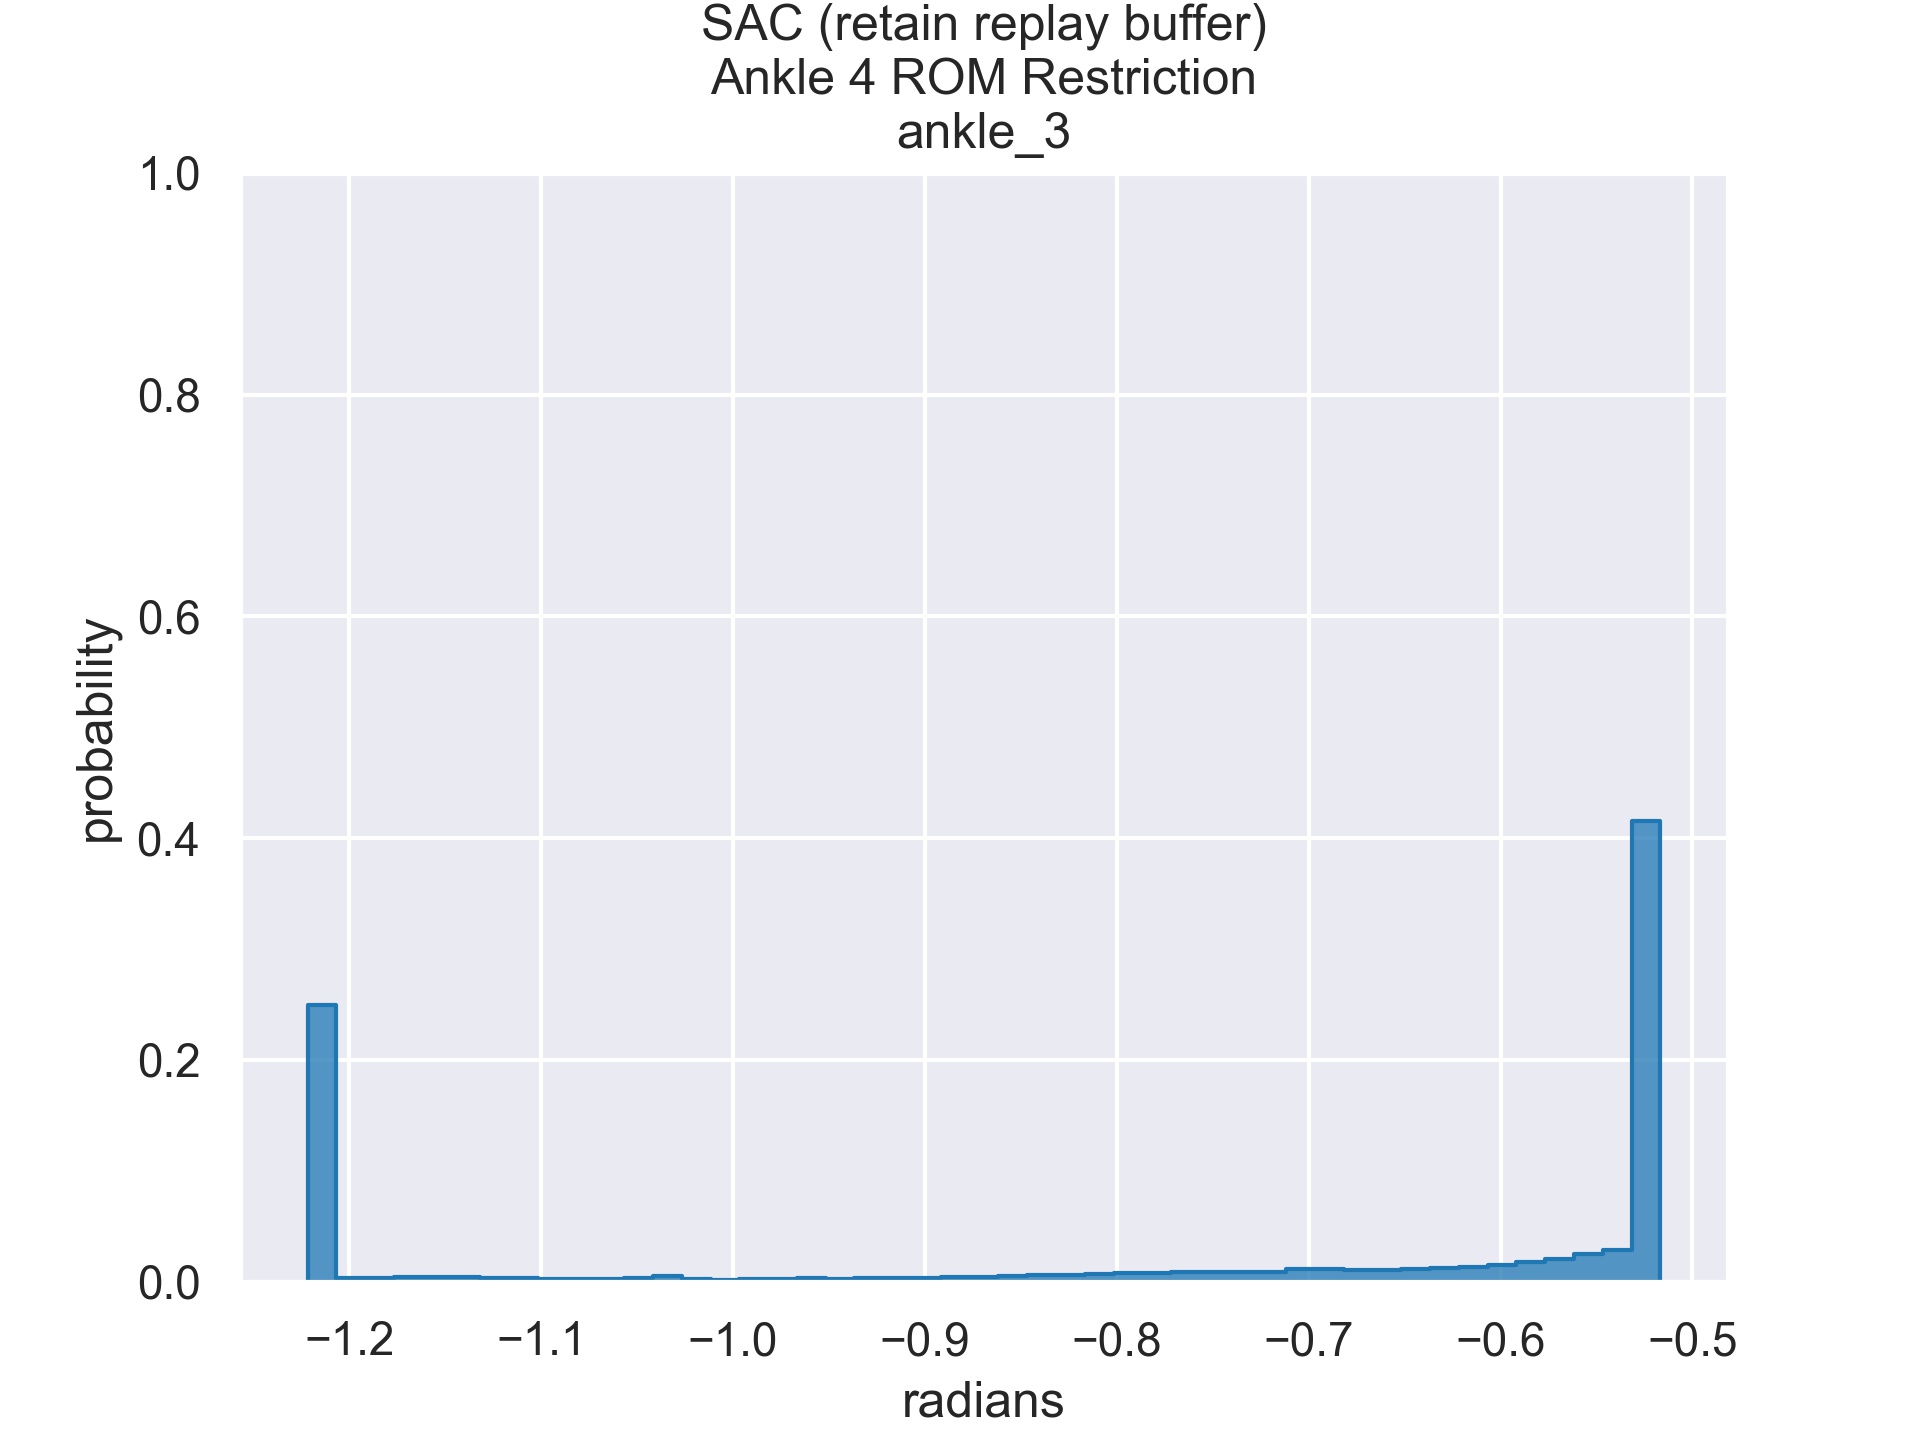 SAC (retain replay buffer)
Ankle 4 ROM Restriction
ankle_3
1.0
0.8
0.6
0.4
0.2
0.0
probability
−1.2 −1.1 −1.0 −0.9 −0.8 −0.7 −0.6 −0.5
radians